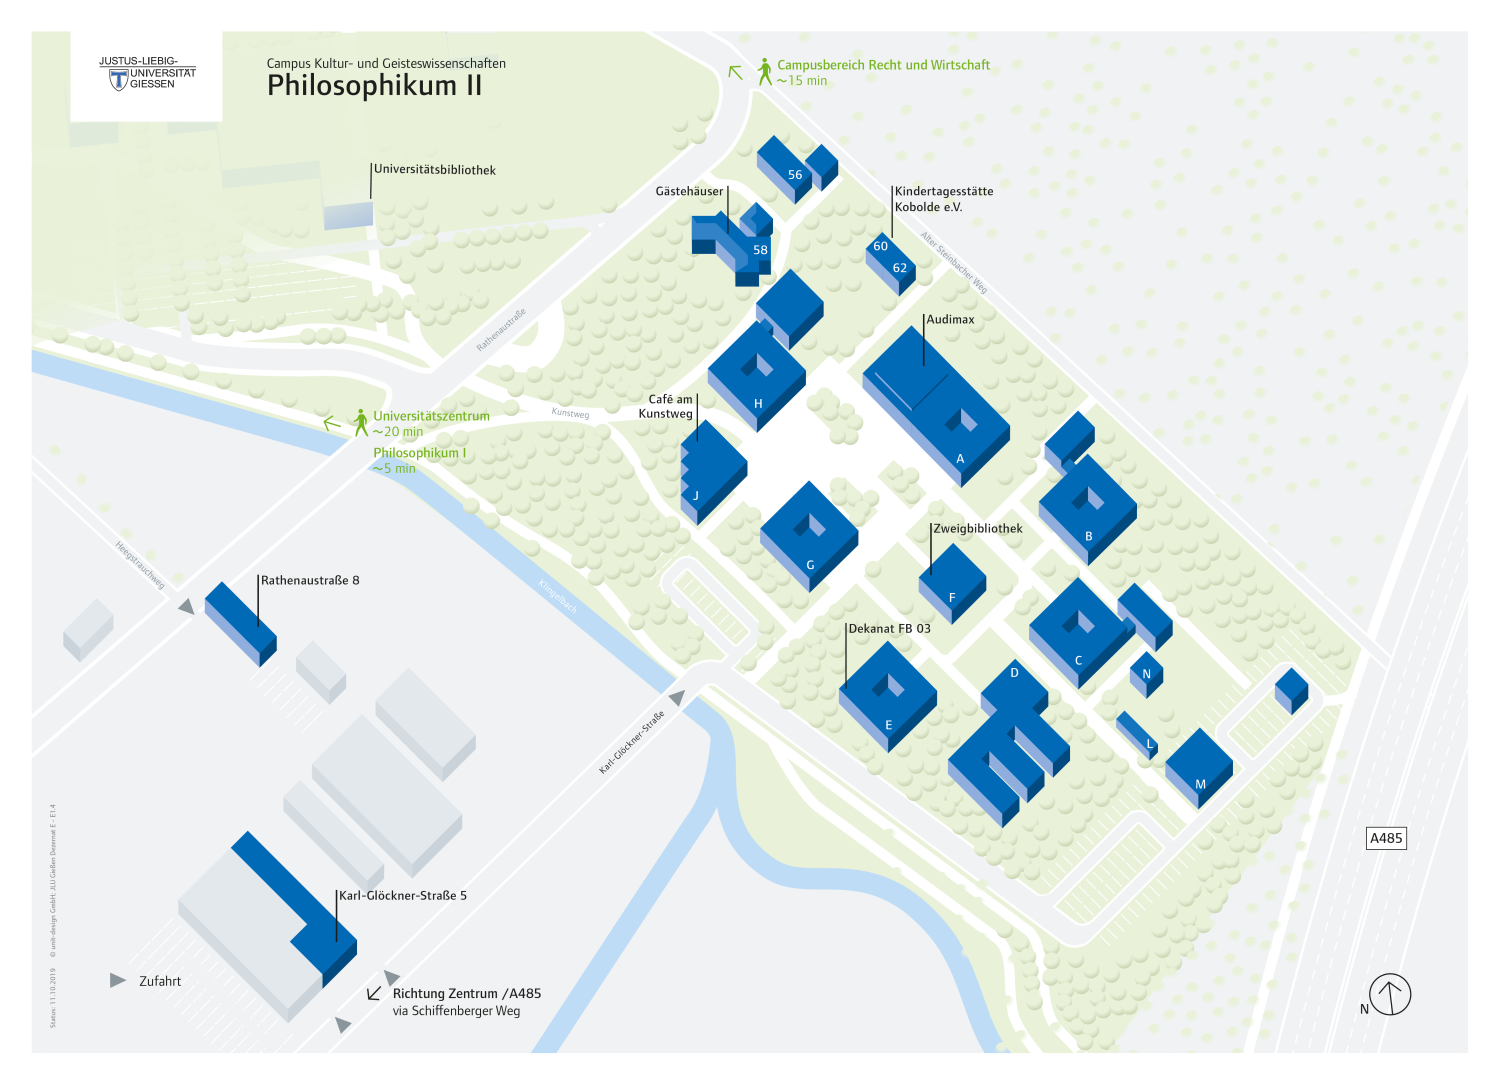 JUSTUS-LIEBIG-
UNIVERSITÄT
GIESSEN
Campus Kultur- und Geisteswissenschaften
Philosophikum II
Campusbereich Recht und Wirtschaft
~15 min
Universitätsbibliothek
56
Gästehäuser
Kindertagesstätte
Kobolde e.V.
58
60
62
Alter Steinbacher Weg
Audimax
Rathenaustraße
Café am
Kunstweg
H
Kunstweg
Universitätszentrum
~20 min
Philosophikum I
~5 min
A
J
B
Zweigbibliothek
G
F
Heegstrauchweg
Rathenaustraße 8
Klingelbach
Dekanat FB 03
C
D
N
E
L
M
Karl-Glöckner-Straße
A485
Karl-Glöckner-Straße 5
Zufahrt
Richtung Zentrum /A485
via Schiffenberger Weg
N
Status: 11.10.2019 © unit-design GmbH; JLU Gießen Dezernat E – E1.4